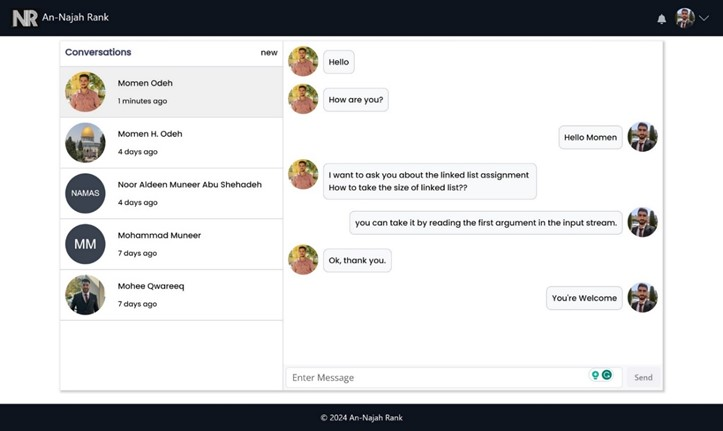 NR An-Najah Rank
Conversations new
Momen Odeh
1 minutes ago
Momen H. Odeh
4 days ago
NAMAS
Noor Aldeen Muneer Abu Shehadeh
4 days ago
MM
Mohammad Muneer
7 days ago
Mohee Qwareeq
7 days ago
Hello
How are you?
Hello Momen
I want to ask you about the linked list assignment
How to take the size of linked list??
you can take it by reading the first argument in the input stream.
Ok, thank you.
You're Welcome
Enter Message
Send
© 2024 An-Najah Rank